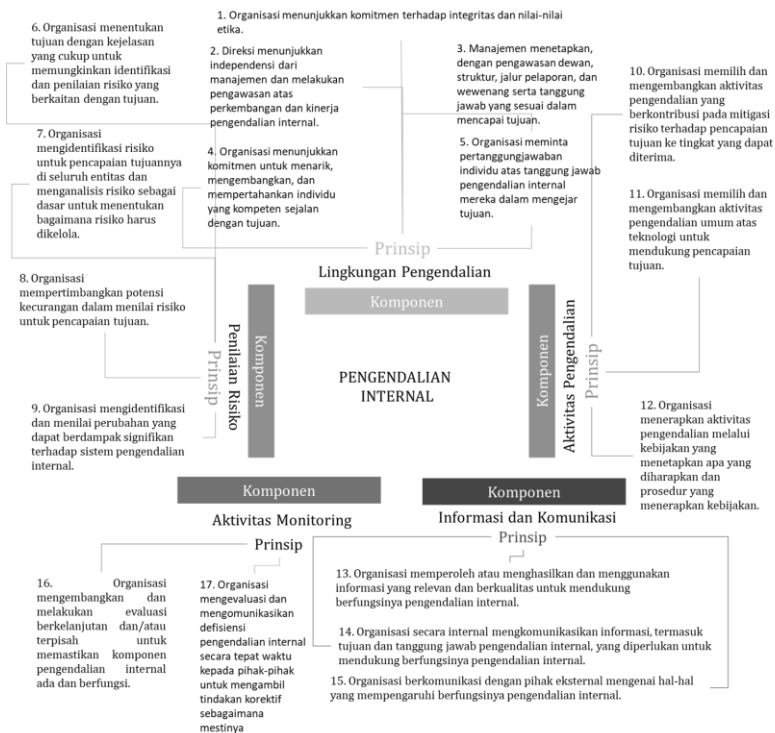 1. Organisasi menunjukkan komitmen terhadap integritas dan nilai-nilai
etika.
6. Organisasi menentukan
tujuan dengan kejelasan
yang cukup untuk
memungkinkan identifikasi
dan penilaian risiko yang
berkaitan dengan tujuan.
2. Direksi menunjukkan
independensi dari
manajemen dan melakukan
pengawasan atas
perkembangan dan kinerja
pengendalian internal.
3. Manajemen menetapkan,
dengan pengawasan dewan,
struktur, jalur pelaporan, dan
wewenang serta tanggung
jawab yang sesuai dalam
mencapai tujuan.
10. Organisasi memilih dan
mengembangkan aktivitas
pengendalian yang
berkontribusi pada mitigasi
risiko terhadap pencapaian
tujuan ke tingkat yang dapat
diterima.
7. Organisasi
mengidentifikasi risiko
untuk pencapaian tujuannya
di seluruh entitas dan
menganalisis risiko sebagai
dasar untuk menentukan
bagaimana risiko harus
dikelola.
4. Organisasi menunjukkan
komitmen untuk menarik,
mengembangkan, dan
mempertahankan individu
yang kompeten sejalan
dengan tujuan.
5. Organisasi meminta
pertanggungjawaban
individu atas tanggung jawab
pengendalian internal
mereka dalam mengejar
tujuan.
11. Organisasi memilih dan
mengembangkan aktivitas
pengendalian umum atas
teknologi untuk
mendukung pencapaian
tujuan.
Prinsip
Lingkungan Pengendalian
Komponen
8. Organisasi
mempertimbangkan potensi
kecurangan dalam menilai risiko
untuk pencapaian tujuan.
Prinsip
Penilaian Risiko
Komponen
PENGENDALIAN
INTERNAL
Komponen
Aktivitas Pengendalian
Prinsip
9. Organisasi mengidentifikasi
dan menilai perubahan yang
dapat berdampak signifikan
terhadap sistem pengendalian
internal.
12. Organisasi
menerapkan aktivitas
pengendalian melalui
kebijakan yang
menetapkan apa yang
diharapkan dan
prosedur yang
menerapkan kebijakan.
Komponen
Aktivitas Monitoring
Prinsip
Komponen
Informasi dan Komunikasi
Prinsip
16. Organisasi
mengembangkan dan
melakukan evaluasi
berkelanjutan dan/atau
terpisah untuk
memastikan komponen
pengendalian internal
ada dan berfungsi.
17. Organisasi
mengevaluasi dan
mengomunikasikan
defisiensi
pengendalian internal
secara tepat waktu
kepada pihak-pihak
untuk mengambil
tindakan korektif
sebagaimana
mestinya
13. Organisasi memperoleh atau menghasilkan dan menggunakan
informasi yang relevan dan berkualitas untuk mendukung
berfungsinya pengendalian internal.
14. Organisasi secara internal mengkomunikasikan informasi, termasuk
tujuan dan tanggung jawab pengendalian internal, yang diperlukan untuk
mendukung berfungsinya pengendalian internal.
15. Organisasi berkomunikasi dengan pihak eksternal mengenai hal-hal
yang mempengaruhi berfungsinya pengendalian internal.